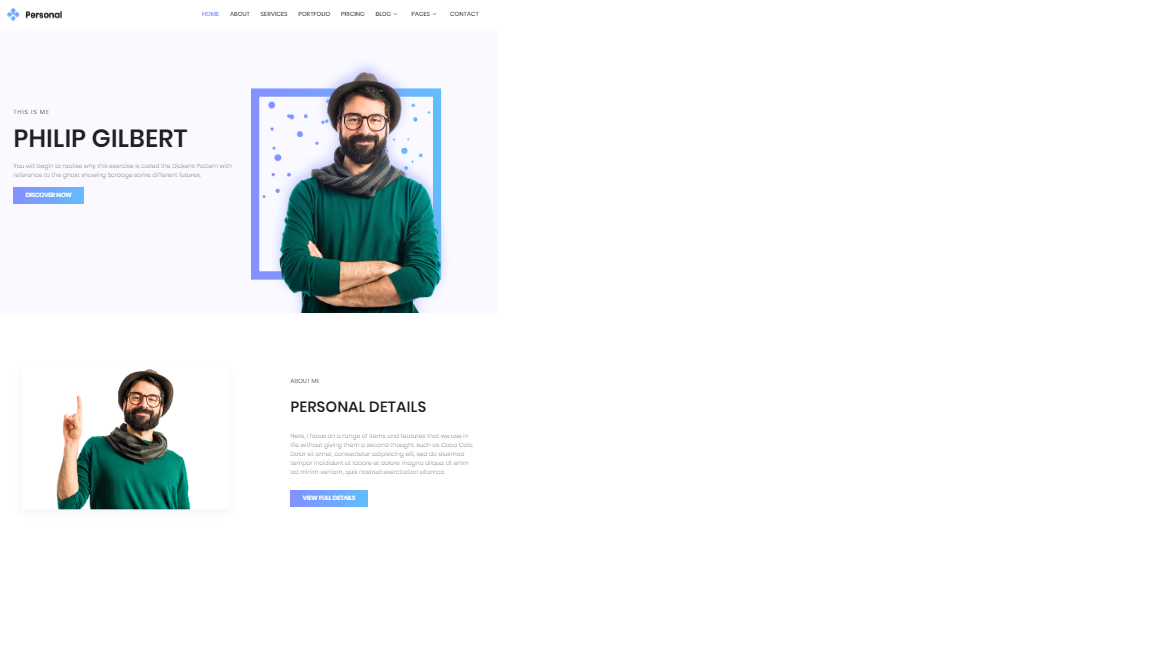 Personal
HOME ABOUT SERVICES PORTFOLIO PRICING BLOG PAGES CONTACT
THIS IS ME
PHILIP GILBERT
You will begin to realise why this exercise is called the Dickens Pattern with
reference to the ghost showing Scrooge some different futures.
DISCOVER NOW
ABOUT ME
PERSONAL DETAILS
Here, I focus on a range of items and features that we use in
life without giving them a second thought such as Coca Cola.
Dolor sit amet, consectetur adipisicing elit, sed do eiusmod
tempor incididunt ut labore et dolore magna aliqua. Ut enim
ad minim veniam, quis nostrud exercitation ullamco.
VIEW FULL DETAILS